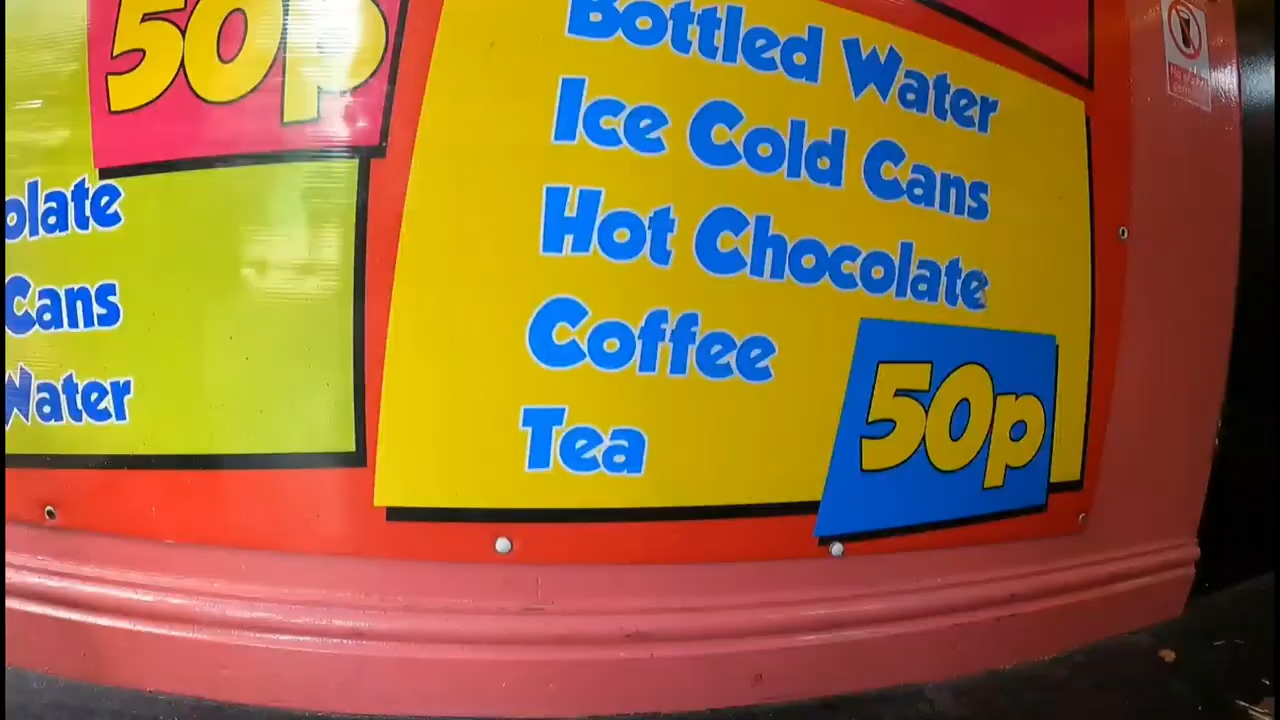 50p
olate
Cans
Water
Bottled Water
Ice Cold Cans
Hot Chocolate
Coffee
Tea
50p